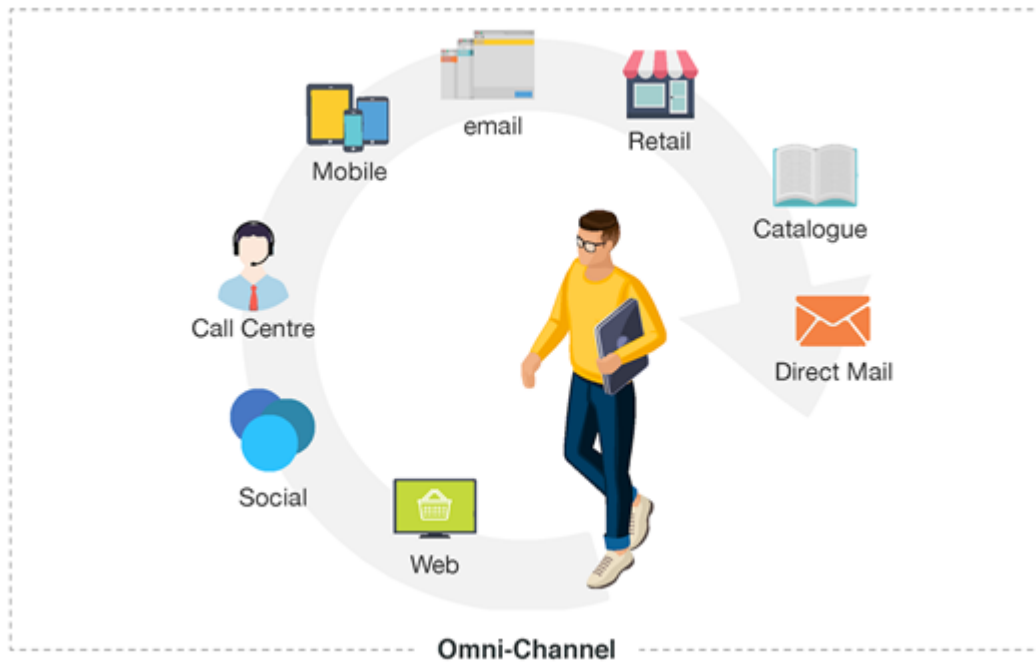 email
Mobile
Retail
Catalogue
Call Centre
Direct Mail
Social
Web
Omni-Channel